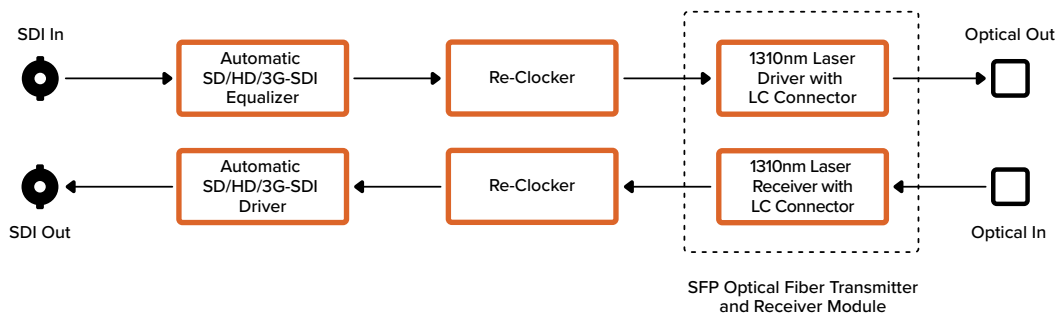 SDI In
Automatic
SD/HD/3G-SDI
Equalizer
Re-Clocker
1310nm Laser
Driver with
LC Connector
Optical Out
SDI Out
Automatic
SD/HD/3G-SDI
Driver
Re-Clocker
1310nm Laser
Receiver with
LC Connector
Optical In
SFP Optical Fiber Transmitter
and Receiver Module